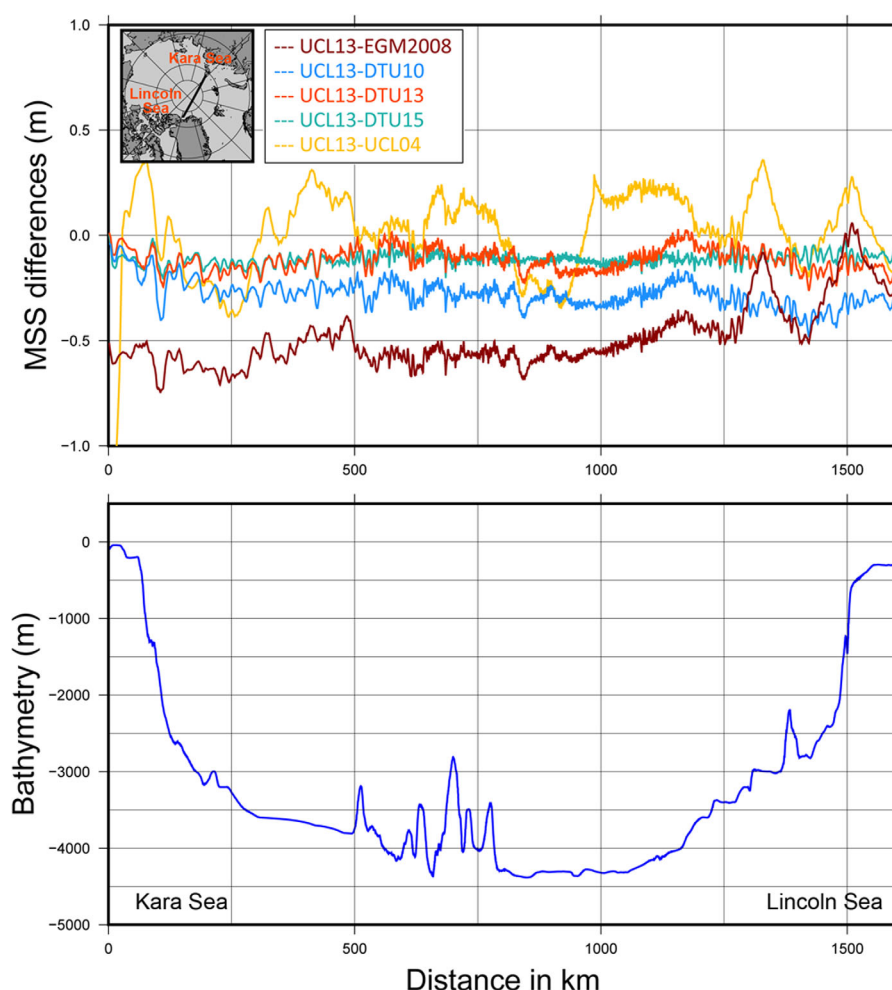 1.0
0.5
0.0
−0.5
−1.0
MSS differences (m)
Kara Sea
Lincoln
Sea
--- UCL13-EGM2008
--- UCL13-DTU10
--- UCL13-DTU13
--- UCL13-DTU15
--- UCL13-UCL04
0 500 1000 1500
0
−1000
−2000
−3000
−4000
−5000
Bathymetry (m)
Kara Sea Lincoln Sea
0 500 1000 1500
Distance in km